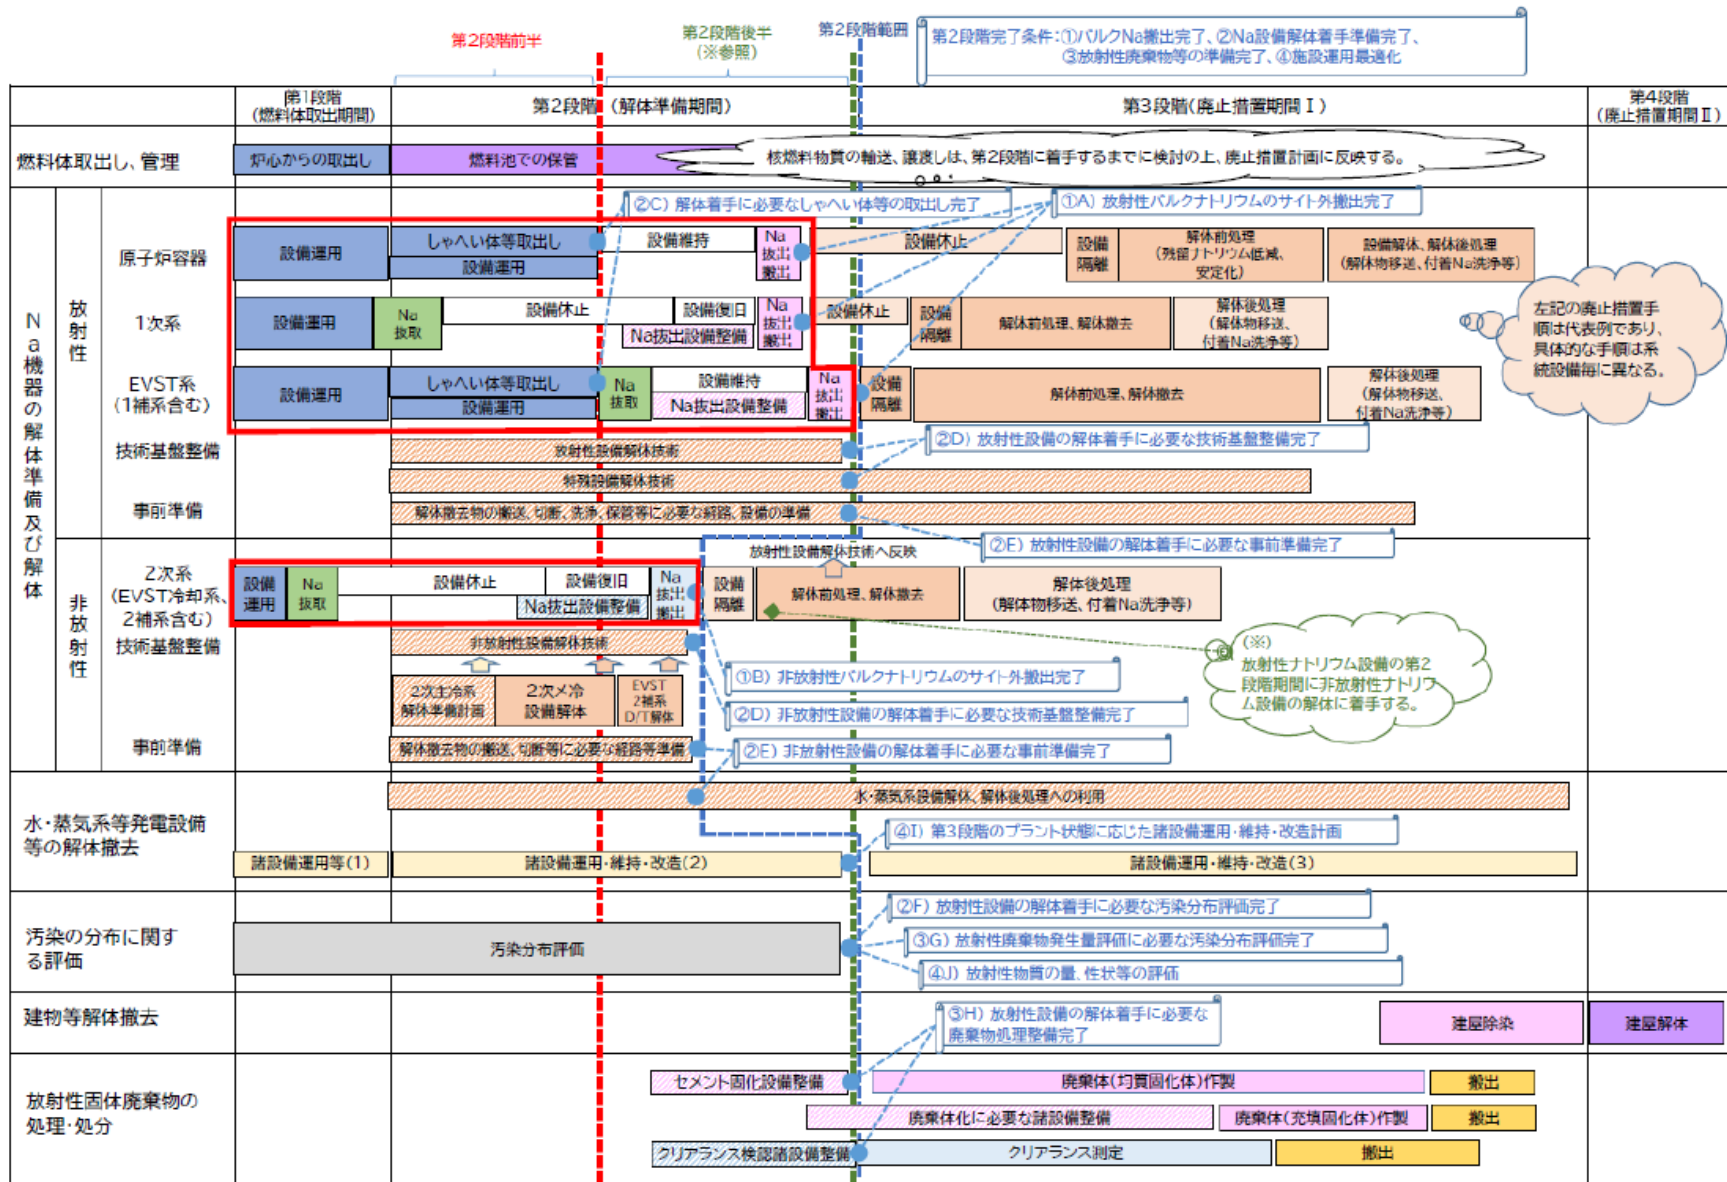 第2段階前半
第2段階後半
(※参照)
第2段階範囲
第2段階完了条件:①バルクNa搬出完了、②Na設備解体着手準備完了、
③放射性廃棄物等の準備完了、④施設運用最適化
第1段階
(燃料体取出期間)
第2段階 (解体準備期間)
第3段階(廃止措置期間Ⅰ)
第4段階
(廃止措置期間Ⅱ)
燃料体取出し、管理
炉心からの取出し
燃料池での保管
核燃料物質の輸送、譲渡しは、第2段階に着手するまでに検討の上、廃止措置計画に反映する。
Na機器の解体準備及び解体
放射性
②C) 解体着手に必要なしゃへい体等の取出し完了
①A) 放射性バルクナトリウムのサイト外搬出完了
原子炉容器
設備運用
しゃへい体等取出し
設備運用
設備維持
Na
抜出
搬出
設備休止
設備
隔離
解体前処理
(残留ナトリウム低減、
安定化)
設備解体、解体後処理
(解体物移送、付着Na洗浄等)
1次系
設備運用
Na
抜取
設備休止
設備復旧
Na抜出設備整備
Na
抜出
搬出
設備休止
設備
隔離
解体前処理、解体撤去
解体後処理
(解体物移送、
付着Na洗浄等)
左記の廃止措置手
順は代表例であり、
具体的な手順は系
統設備毎に異なる。
EVST系
(1補系含む)
設備運用
しゃへい体等取出し
設備運用
Na
抜取
設備維持
Na抜出設備整備
Na
抜出
搬出
設備
隔離
解体前処理、解体撤去
解体後処理
(解体物移送、
付着Na洗浄等)
技術基盤整備
放射性設備解体技術
②D) 放射性設備の解体着手に必要な技術基盤整備完了
特殊設備解体技術
事前準備
解体撤去物の搬送、切断、洗浄、保管等に必要な経路、設備の準備
②E) 放射性設備の解体着手に必要な事前準備完了
非放射性
放射性設備解体技術へ反映
2次系
(EVST冷却系、
2補系含む)
設備
運用
Na
抜取
設備休止
設備復旧
Na抜出設備整備
Na
抜出
搬出
設備
隔離
解体前処理、解体撤去
解体後処理
(解体物移送、付着Na洗浄等)
技術基盤整備
非放射性設備解体技術
2次主冷系
解体準備計画
2次メ冷
設備解体
EVST
2補系
D/T解体
①B) 非放射性バルクナトリウムのサイト外搬出完了
②D) 非放射性設備の解体着手に必要な技術基盤整備完了
(※)
放射性ナトリウム設備の第2
段階期間に非放射性ナトリウ
ム設備の解体に着手する。
事前準備
解体撤去物の搬送、切断等に必要な経路等準備
②E) 非放射性設備の解体着手に必要な事前準備完了
水・蒸気系等発電設備
等の解体撤去
水・蒸気系設備解体、解体後処理への利用
④I) 第3段階のプラント状態に応じた諸設備運用・維持・改造計画
諸設備運用等(1)
諸設備運用・維持・改造(2)
諸設備運用・維持・改造(3)
汚染の分布に関す
る評価
汚染分布評価
②F) 放射性設備の解体着手に必要な汚染分布評価完了
③G) 放射性廃棄物発生量評価に必要な汚染分布評価完了
④J) 放射性物質の量、性状等の評価
建物等解体撤去
③H) 放射性設備の解体着手に必要な
廃棄物処理整備完了
建屋除染
建屋解体
放射性固体廃棄物の
処理・処分
セメント固化設備整備
廃棄体(均質固化体)作製
搬出
廃棄体化に必要な諸設備整備
廃棄体(充填固化体)作製
搬出
クリアランス検認諸設備整備
クリアランス測定
搬出